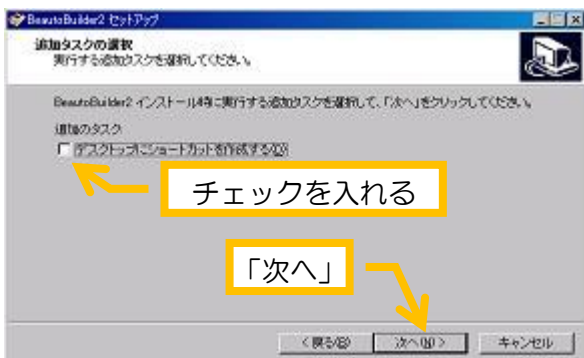 BeautoBuilder2 セットアップ
追加タスクの選択
実行する追加タスクを選択してください。
BeautoBuilder2 インストール時に実行する追加タスクを選択して、「次へ」をクリックしてください。
追加のタスク
デスクトップにショートカットを作成する(D)
チェックを入れる
「次へ」
< 戻る(B)
次へ(N) >
キャンセル